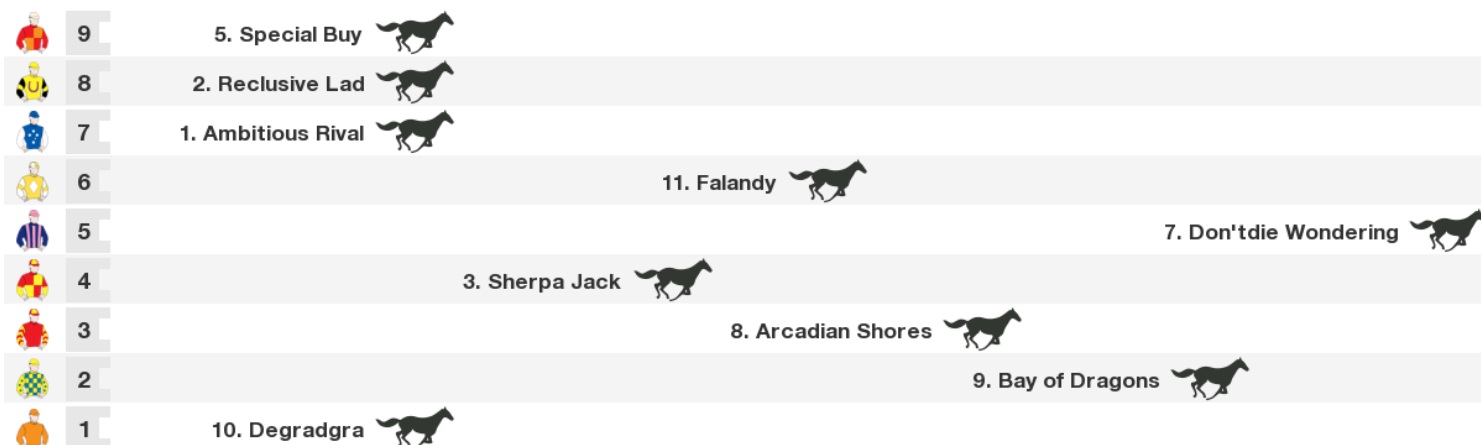 9 5. Special Buy
8 2. Reclusive Lad
U
7 1. Ambitious Rival
6 11. Falandy
5 7. Don'tdie Wondering
4 3. Sherpa Jack
3 8. Arcadian Shores
2 9. Bay of Dragons
1 10. Degradgra